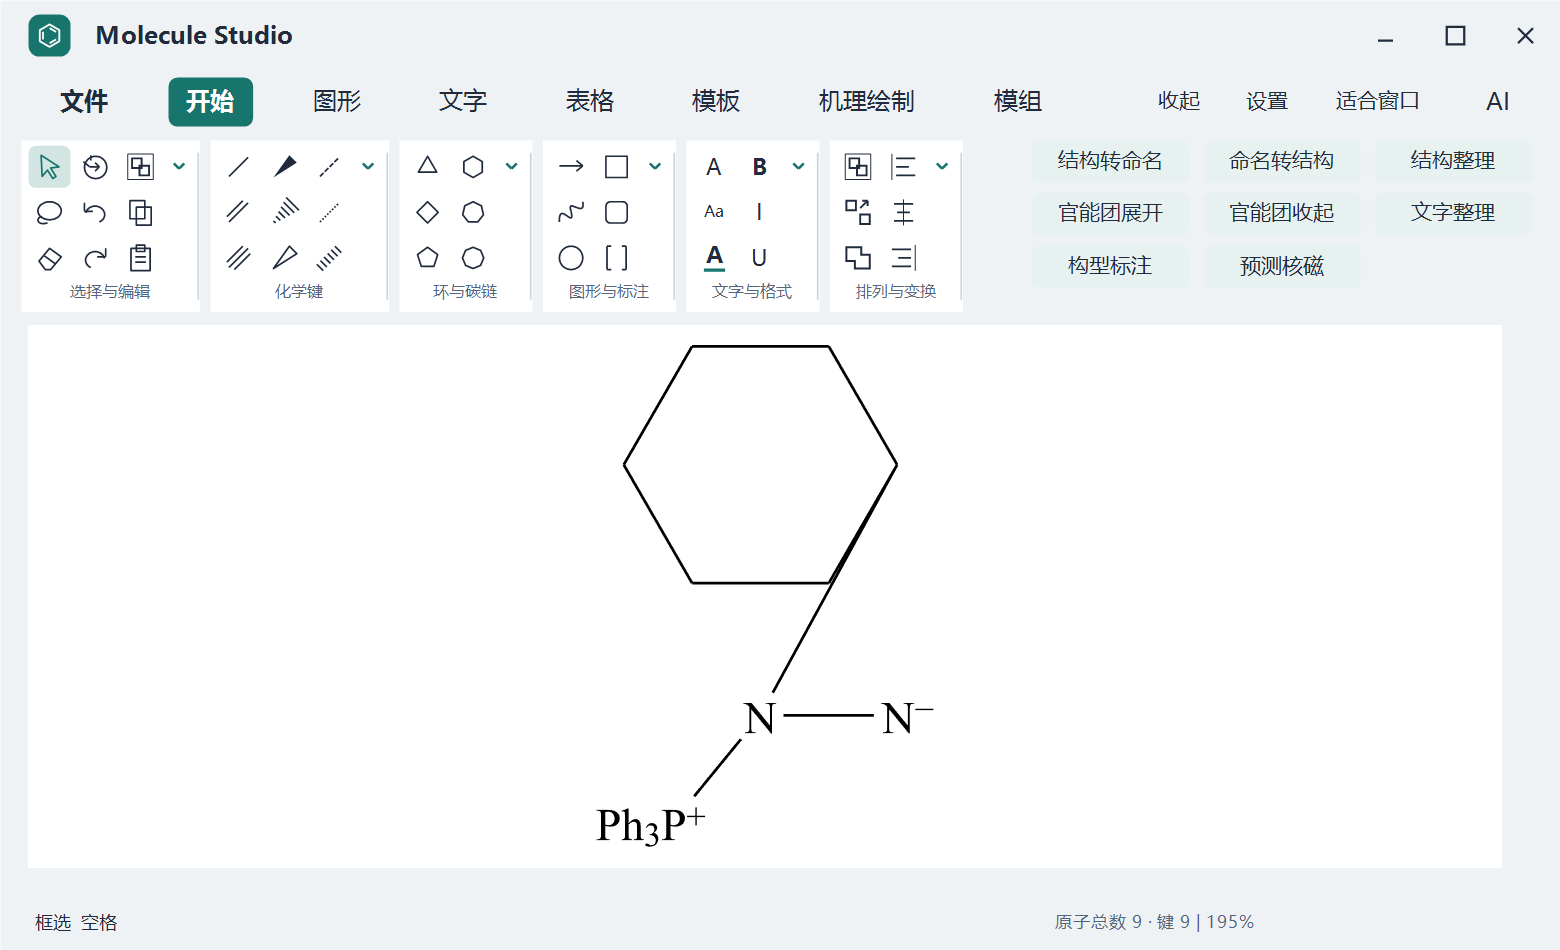 Molecule Studio
文件 开始 图形 文字 表格 模板 机理绘制 模组 收起 设置 适合窗口 AI
A B
Aa I
A U
选择与编辑 化学键 环与碳链 图形与标注 文字与格式 排列与变换
结构转命名 命名转结构 结构整理
官能团展开 官能团收起 文字整理
构型标注 预测核磁
N N−
Ph₃P⁺
框选 空格 原子总数 9 · 键 9 | 195%